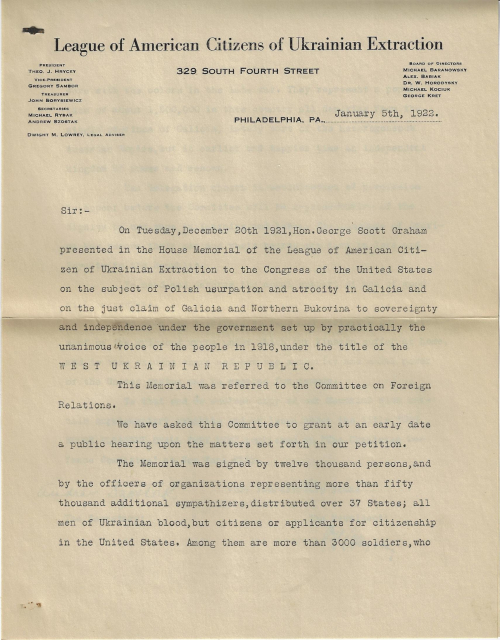 League of American Citizens of Ukrainian Extraction
329 SOUTH FOURTH STREET
PRESIDENT
THEO. J. HRYCEY
VICE-PRESIDENT
GREGORY SAMBOR
TREASURER
JOHN BORYSIEWICZ
SECRETARIES
MICHAEL RYBAK
ANDREW SZOSTAK
DWIGHT M. LOWREY, LEGAL ADVISER
BOARD OF DIRECTORS
MICHAEL BARANOWSKY
ALEX. BABIAK
DR. W. HORODYSKY
MICHAEL KOCIUK
GEORGE KRET
PHILADELPHIA, PA., January 5th, 1922.
Sir:-
On Tuesday,December 20th 1921,Hon.George Scott Graham
presented in the House Memorial of the League of American Citi-
zen of Ukrainian Extraction to the Congress of the United States
on the subject of Polish usurpation and atrocity in Galicia and
on the just claim of Galicia and Northern Bukovina to sovereignty
and independence under the government set up by practically the
unanimous voice of the people in 1918,under the title of the
W E S T U K R A I N I A N R E P U B L I C.
This Memorial was referred to the Committee on Foreign
Relations.
We have asked this Committee to grant at an early date
a public hearing upon the matters set forth in our petition.
The Memorial was signed by twelve thousand persons,and
by the officers of organizations representing more than fifty
thousand additional sympathizers,distributed over 37 States; all
men of Ukrainian blood,but citizens or applicants for citizenship
in the United States. Among them are more than 3000 soldiers,who